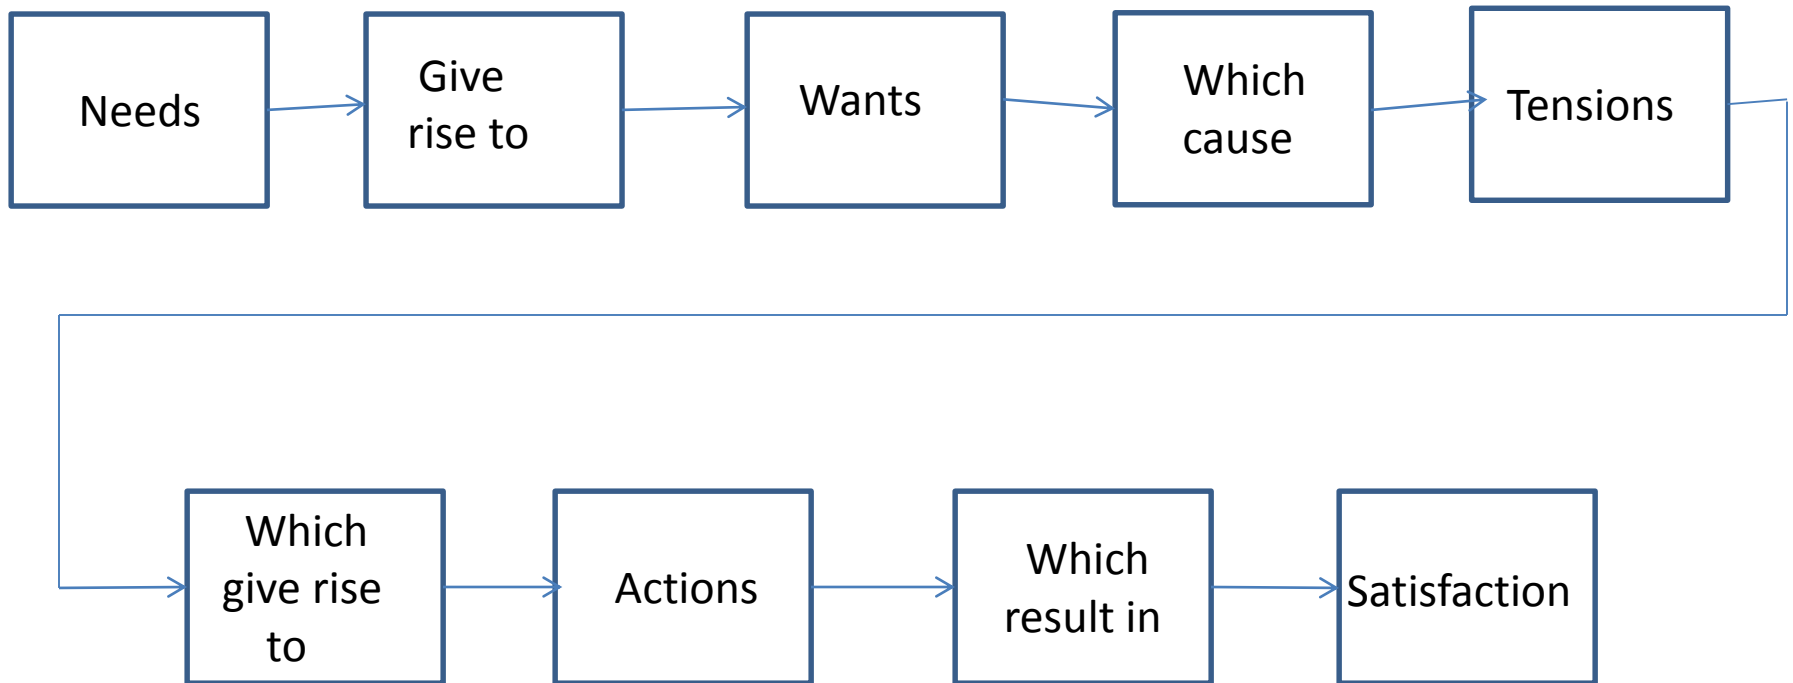 Needs
Give
rise to
Wants
Which
cause
Tensions
Which
give rise
to
Actions
Which
result in
Satisfaction